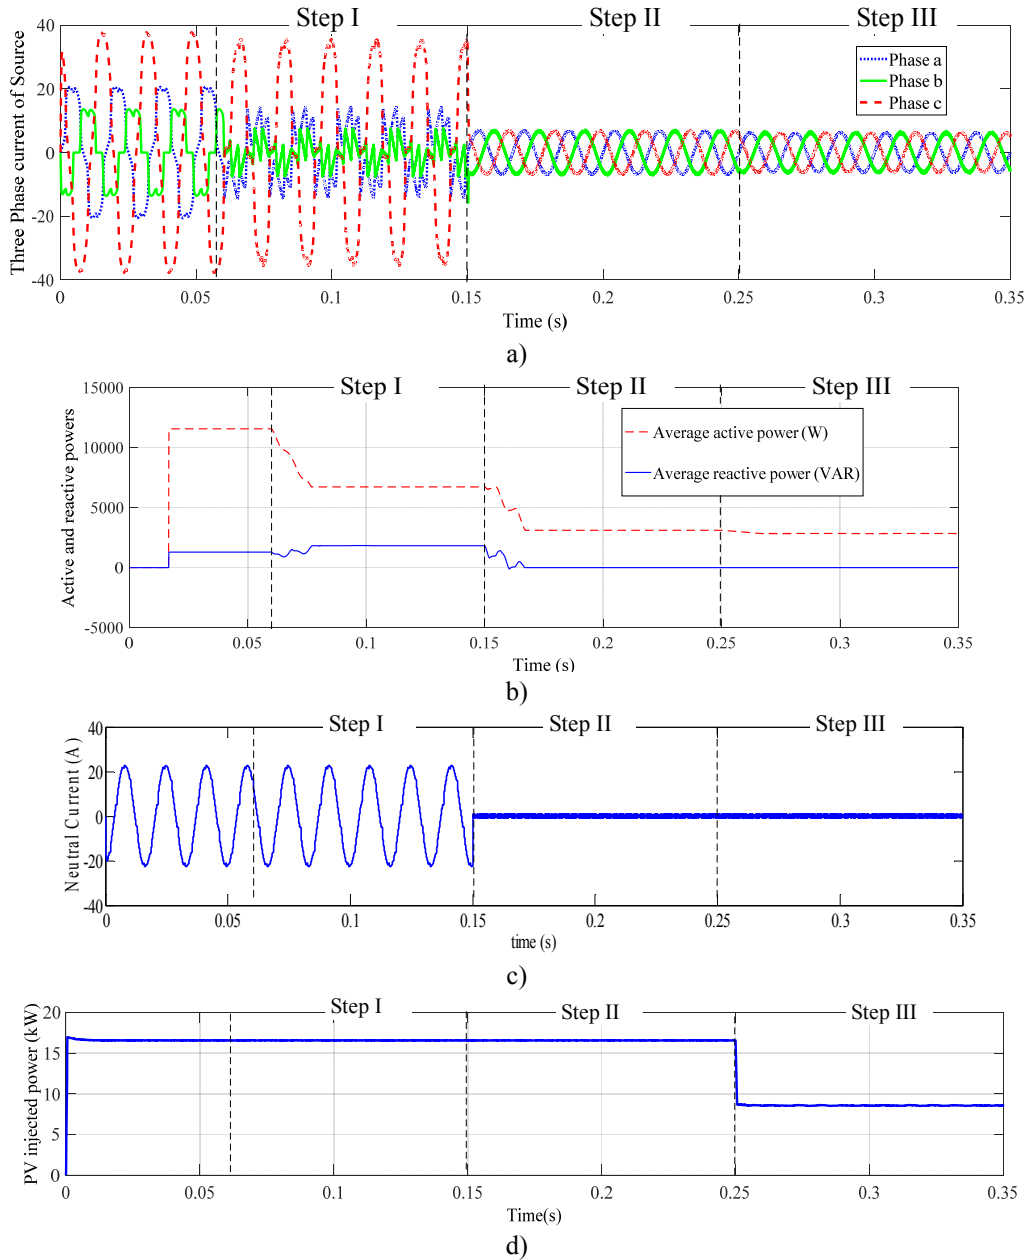 Step I
Step II
Step III
Three Phase current of Source
40
20
0
-20
-40
Phase a
Phase b
Phase c
0
0.05
0.1
0.15
0.2
0.25
0.3
0.35
Time (s)
a)
Step I
Step II
Step III
Active and reactive powers
15000
10000
5000
0
-5000
Average active power (W)
Average reactive power (VAR)
0
0.05
0.1
0.15
0.2
0.25
0.3
0.35
Time (s)
b)
Step I
Step II
Step III
Neutral Current (A)
40
20
0
-20
-40
0
0.05
0.1
0.15
0.2
0.25
0.3
0.35
time (s)
c)
Step I
Step II
Step III
PV injected power (kW)
20
15
10
5
0
0
0.05
0.1
0.15
0.2
0.25
0.3
0.35
Time(s)
d)